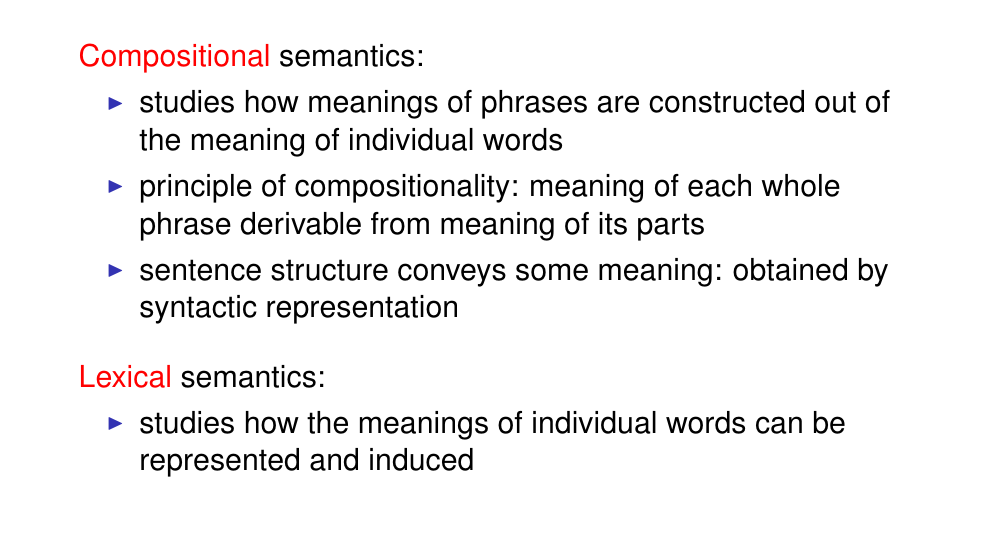 Compositional semantics:
▶ studies how meanings of phrases are constructed out of
the meaning of individual words
▶ principle of compositionality: meaning of each whole
phrase derivable from meaning of its parts
▶ sentence structure conveys some meaning: obtained by
syntactic representation
Lexical semantics:
▶ studies how the meanings of individual words can be
represented and induced